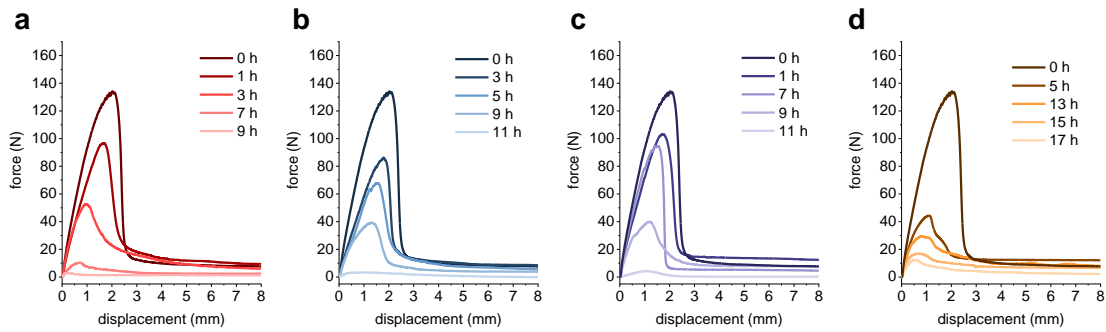 a
force (N)
160
140
120
100
80
60
40
20
0
0 1 2 3 4 5 6 7 8
displacement (mm)
0 h
1 h
3 h
7 h
9 h
b
force (N)
160
140
120
100
80
60
40
20
0
0 1 2 3 4 5 6 7 8
displacement (mm)
0 h
3 h
5 h
9 h
11 h
c
force (N)
160
140
120
100
80
60
40
20
0
0 1 2 3 4 5 6 7 8
displacement (mm)
0 h
1 h
7 h
9 h
11 h
d
force (N)
160
140
120
100
80
60
40
20
0
0 1 2 3 4 5 6 7 8
displacement (mm)
0 h
5 h
13 h
15 h
17 h